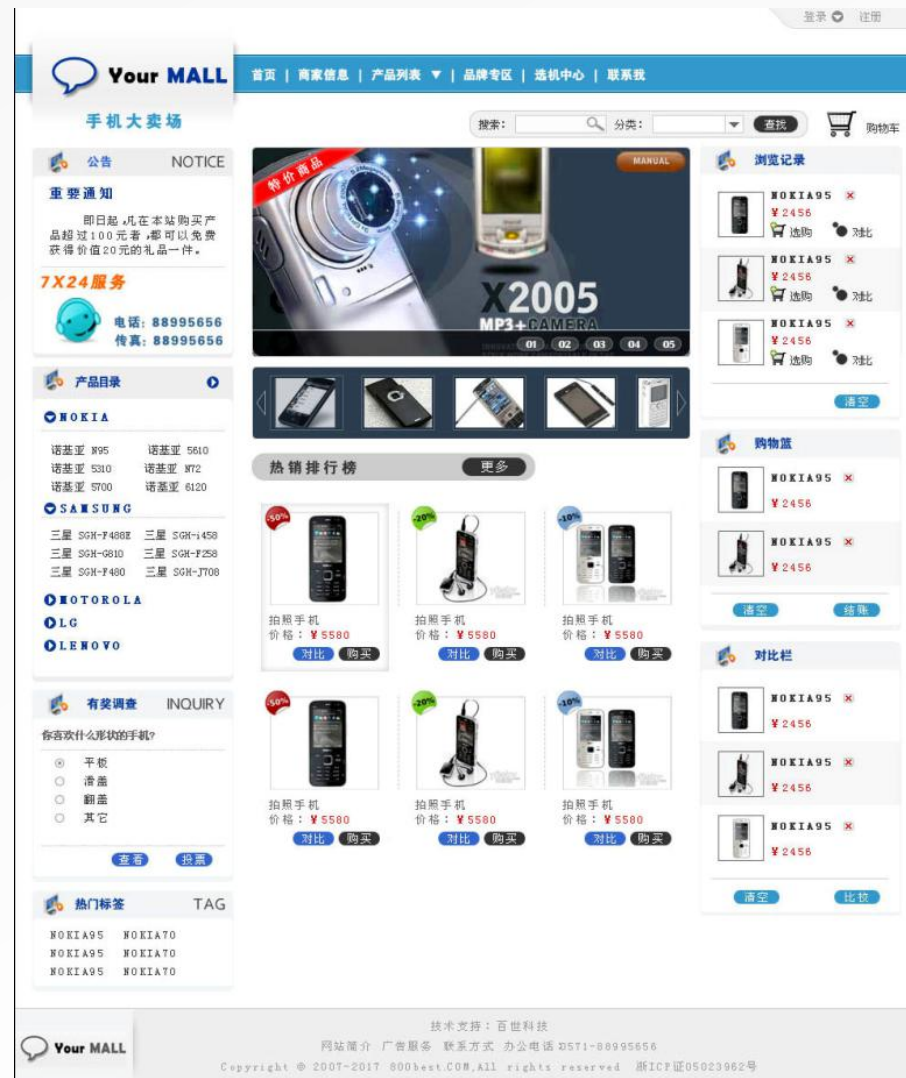 登录 注册
Your MALL
首页 | 商家信息 | 产品列表 ▼ | 品牌专区 | 选机中心 | 联系我
手机大卖场
搜索: 分类: 查找 购物车
公告 NOTICE
重要通知
即日起,凡在本站购买产
品超过100元者,都可以免费
获得价值20元的礼品一件。
7X24服务
电话: 88995656
传真: 88995656
产品目录
NOKIA
诺基亚 N95 诺基亚 5610
诺基亚 5310 诺基亚 N72
诺基亚 5700 诺基亚 6120
SAMSUNG
三星 SGH-F488E 三星 SGH-i458
三星 SGH-G810 三星 SGH-F258
三星 SGH-F480 三星 SGH-J708
MOTOROLA
LG
LENOVO
有奖调查 INQUIRY
你喜欢什么形状的手机?
平板
滑盖
翻盖
其它
查看 投票
热门标签 TAG
NOKIA95 NOKIA70
NOKIA95 NOKIA70
NOKIA95 NOKIA70
特价商品
MANUAL
X2005
MP3+CAMERA
01 02 03 04 05
热销排行榜 更多
-50% -20% -10%
拍照手机 拍照手机 拍照手机
价格:¥5580 价格:¥5580 价格:¥5580
对比 购买 对比 购买 对比 购买
-50% -20% -10%
拍照手机 拍照手机 拍照手机
价格:¥5580 价格:¥5580 价格:¥5580
对比 购买 对比 购买 对比 购买
浏览记录
NOKIA95
¥2456
选购 对比
NOKIA95
¥2456
选购 对比
NOKIA95
¥2456
选购 对比
清空
购物篮
NOKIA95
¥2456
NOKIA95
¥2456
清空 结账
对比栏
NOKIA95
¥2456
NOKIA95
¥2456
NOKIA95
¥2456
清空 比较
Your MALL
技术支持:百世科技
网站简介 广告服务 联系方式 办公电话 0571-88995656
Copyright © 2007-2017 800best.COM,All rights reserved 浙ICP证05023962号